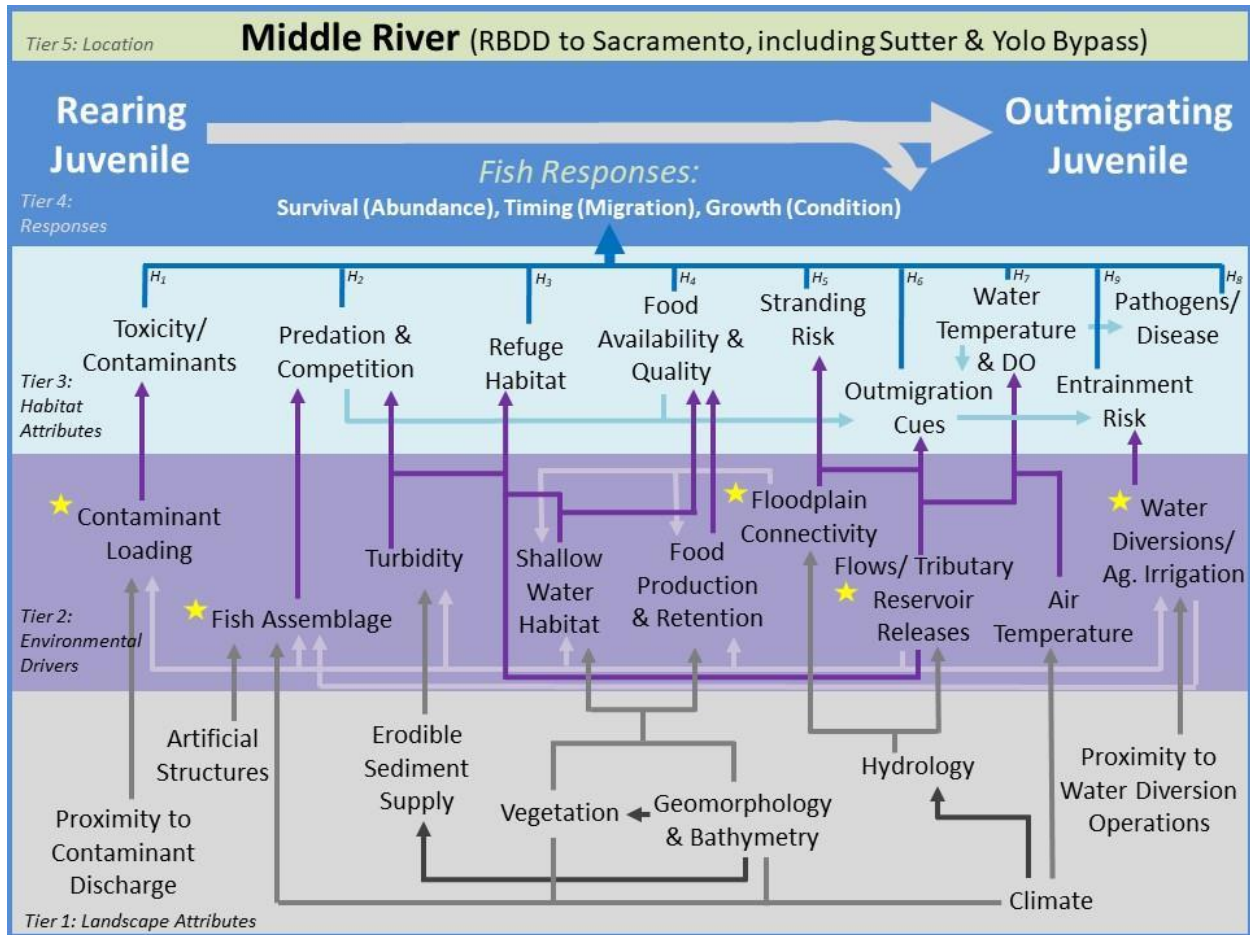 Tier 5: Location
Middle River (RBDD to Sacramento, including Sutter & Yolo Bypass)
Rearing
Juvenile
Outmigrating
Juvenile
Fish Responses:
Survival (Abundance), Timing (Migration), Growth (Condition)
Tier 4:
Responses
H1
H2
H3
H4
H5
H6
H7
H9
H8
Toxicity/
Contaminants
Predation &
Competition
Refuge
Habitat
Food
Availability &
Quality
Stranding
Risk
Outmigration
Cues
Water
Temperature
& DO
Entrainment
Risk
Pathogens/
Disease
Tier 3:
Habitat
Attributes
Contaminant
Loading
Fish Assemblage
Turbidity
Shallow
Water
Habitat
Food
Production
& Retention
Floodplain
Connectivity
Flows/ Tributary
Reservoir
Releases
Air
Temperature
Water
Diversions/
Ag. Irrigation
Tier 2:
Environmental
Drivers
Proximity to
Contaminant
Discharge
Artificial
Structures
Erodible
Sediment
Supply
Vegetation
Geomorphology
& Bathymetry
Hydrology
Climate
Proximity to
Water Diversion
Operations
Tier 1: Landscape Attributes